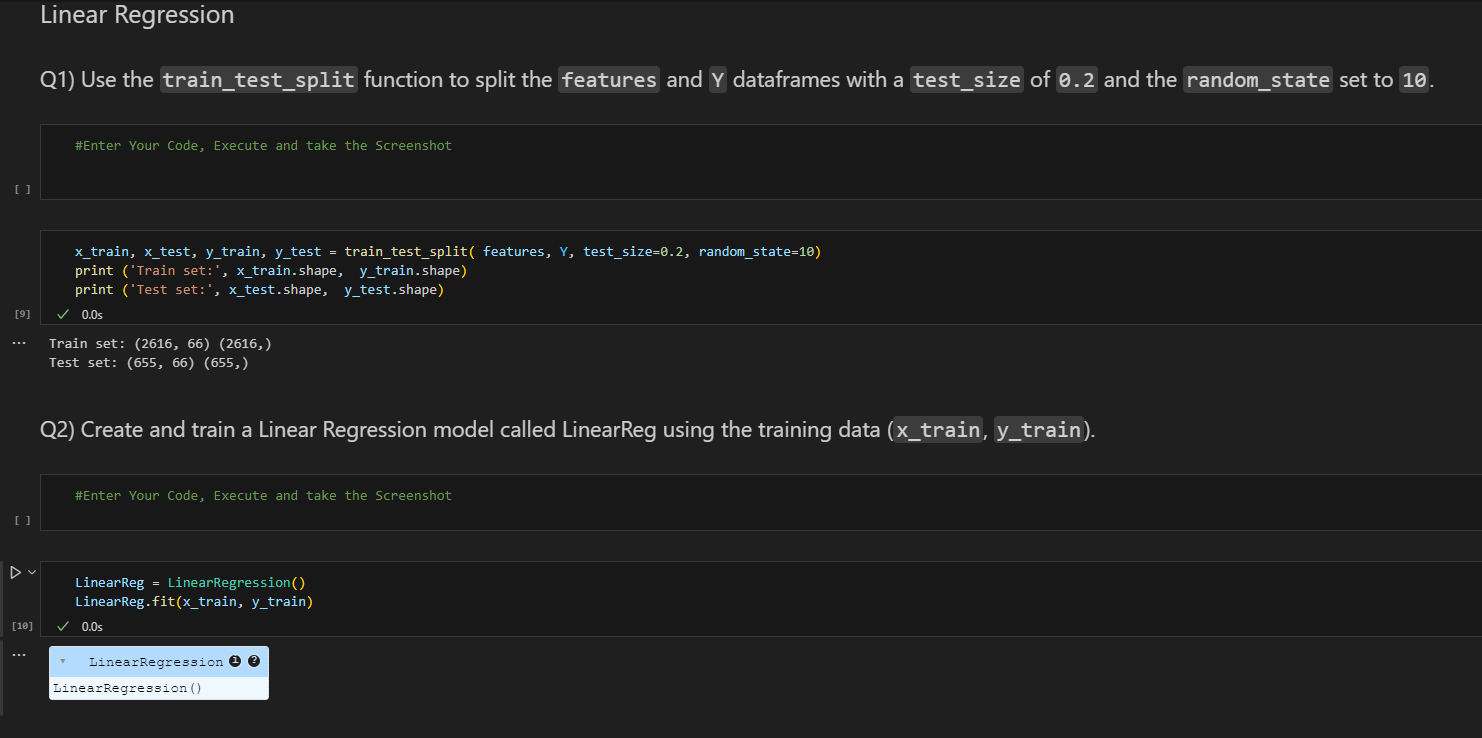 Linear Regression
Q1) Use the train_test_split function to split the features and Y dataframes with a test_size of 0.2 and the random_state set to 10.
#Enter Your Code, Execute and take the Screenshot
[ ]
x_train, x_test, y_train, y_test = train_test_split( features, Y, test_size=0.2, random_state=10)
print ('Train set:', x_train.shape,  y_train.shape)
print ('Test set:', x_test.shape,  y_test.shape)
[9] ✓ 0.0s
... Train set: (2616, 66) (2616,)
Test set: (655, 66) (655,)
Q2) Create and train a Linear Regression model called LinearReg using the training data (x_train, y_train).
#Enter Your Code, Execute and take the Screenshot
[ ]
LinearReg = LinearRegression()
LinearReg.fit(x_train, y_train)
[10] ✓ 0.0s
...
▾ LinearRegression i ?
LinearRegression()